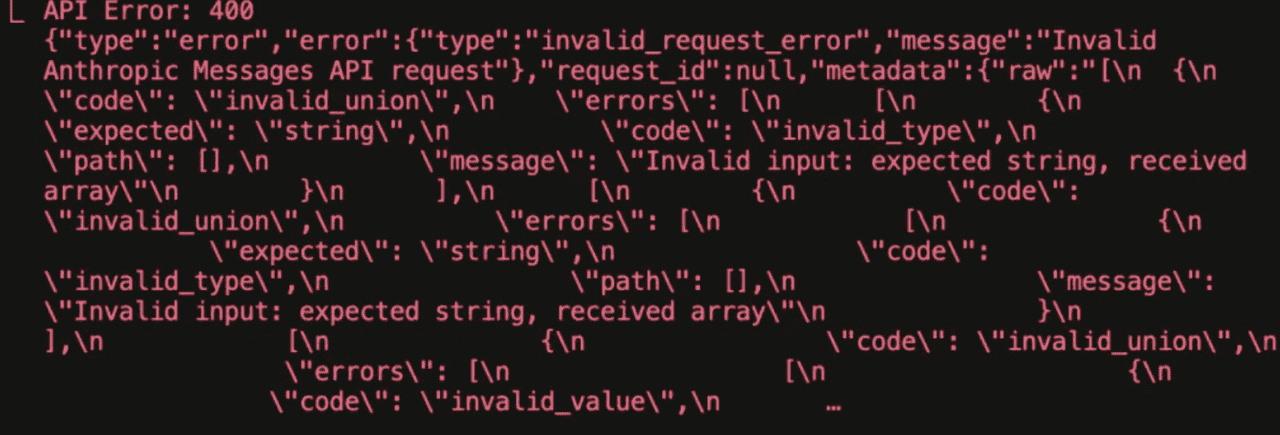 ⎿ API Error: 400
{"type":"error","error":{"type":"invalid_request_error","message":"Invalid
Anthropic Messages API request"},"request_id":null,"metadata":{"raw":"[\n  {\n
\"code\": \"invalid_union\",\n    \"errors\": [\n      [\n        {\n
\"expected\": \"string\",\n          \"code\": \"invalid_type\",\n
\"path\": [],\n          \"message\": \"Invalid input: expected string, received
array\"\n        }\n      ],\n      [\n        {\n          \"code\":
\"invalid_union\",\n          \"errors\": [\n            [\n              {\n
\"expected\": \"string\",\n                \"code\":
\"invalid_type\",\n                \"path\": [],\n                \"message\":
\"Invalid input: expected string, received array\"\n              }\n
],\n            [\n              {\n                \"code\": \"invalid_union\",\n
\"errors\": [\n                  [\n                    {\n
\"code\": \"invalid_value\",\n       …